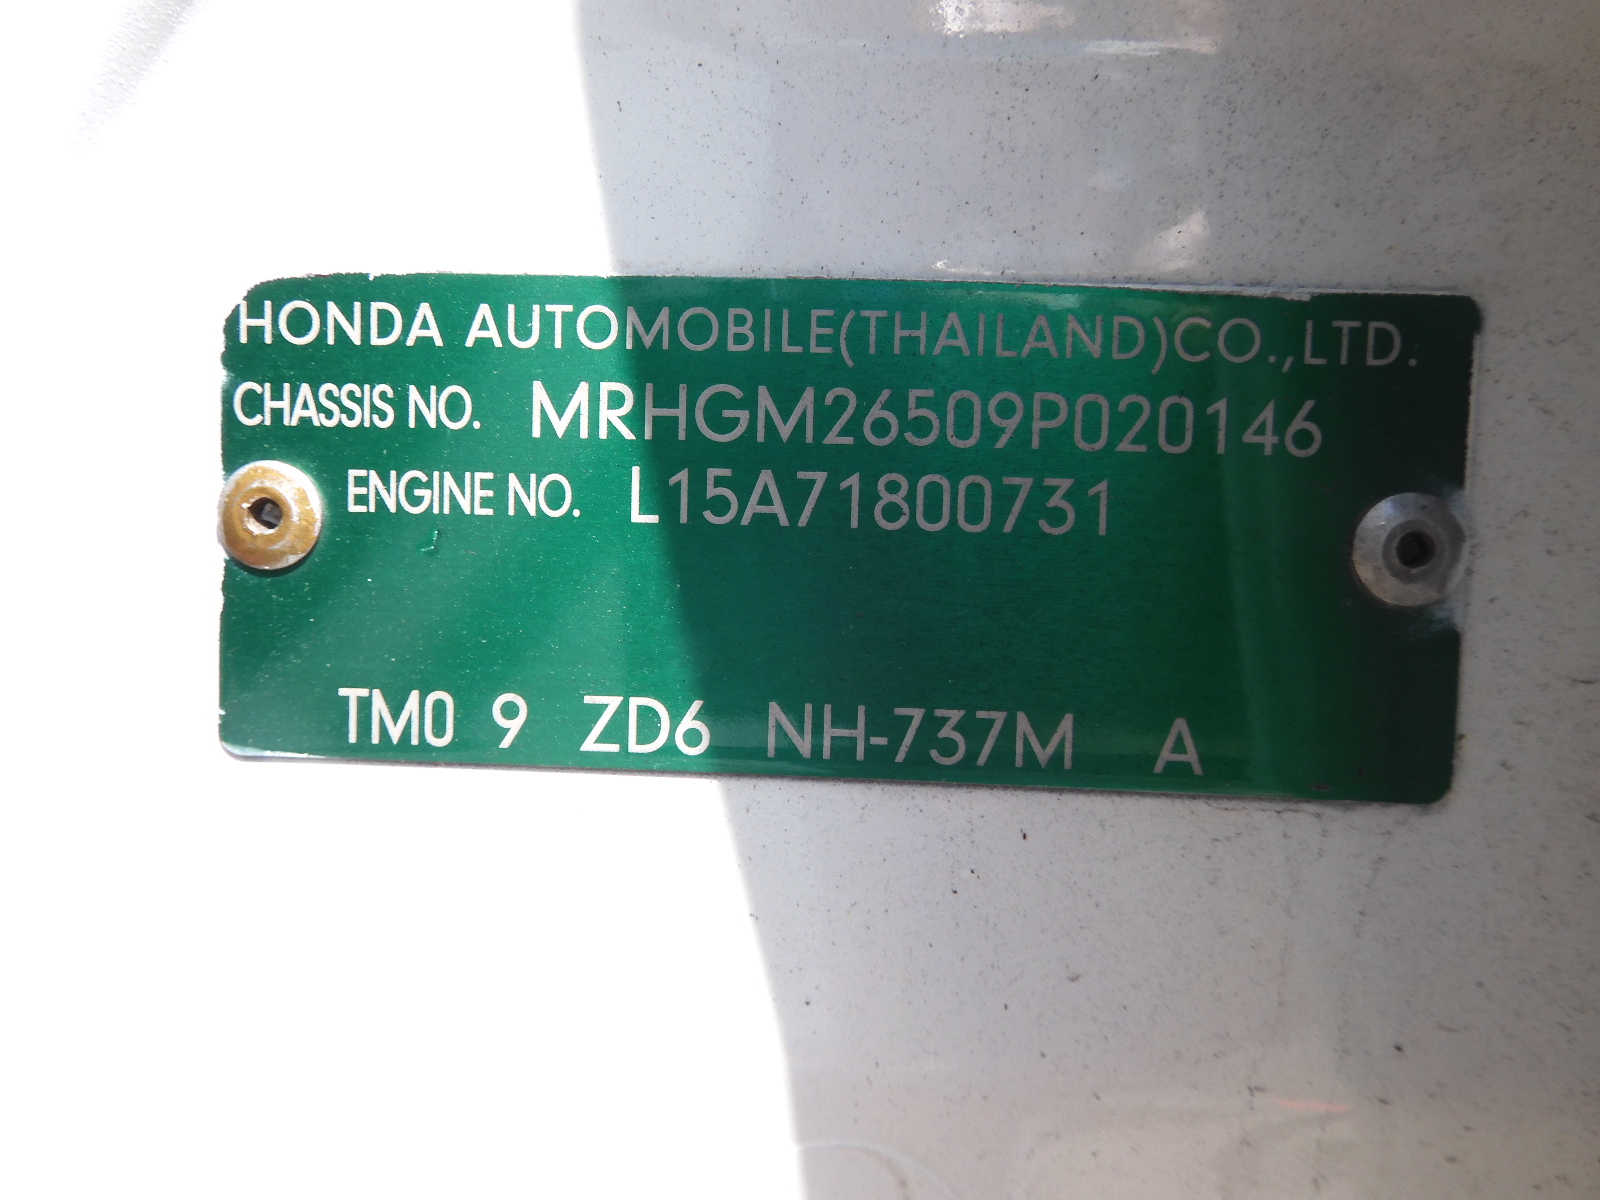 HONDA AUTOMOBILE(THAILAND)CO.,LTD.
CHASSIS NO. MRHGM26509P020146
ENGINE NO. L15A71800731
TM0 9 ZD6 NH-737M A